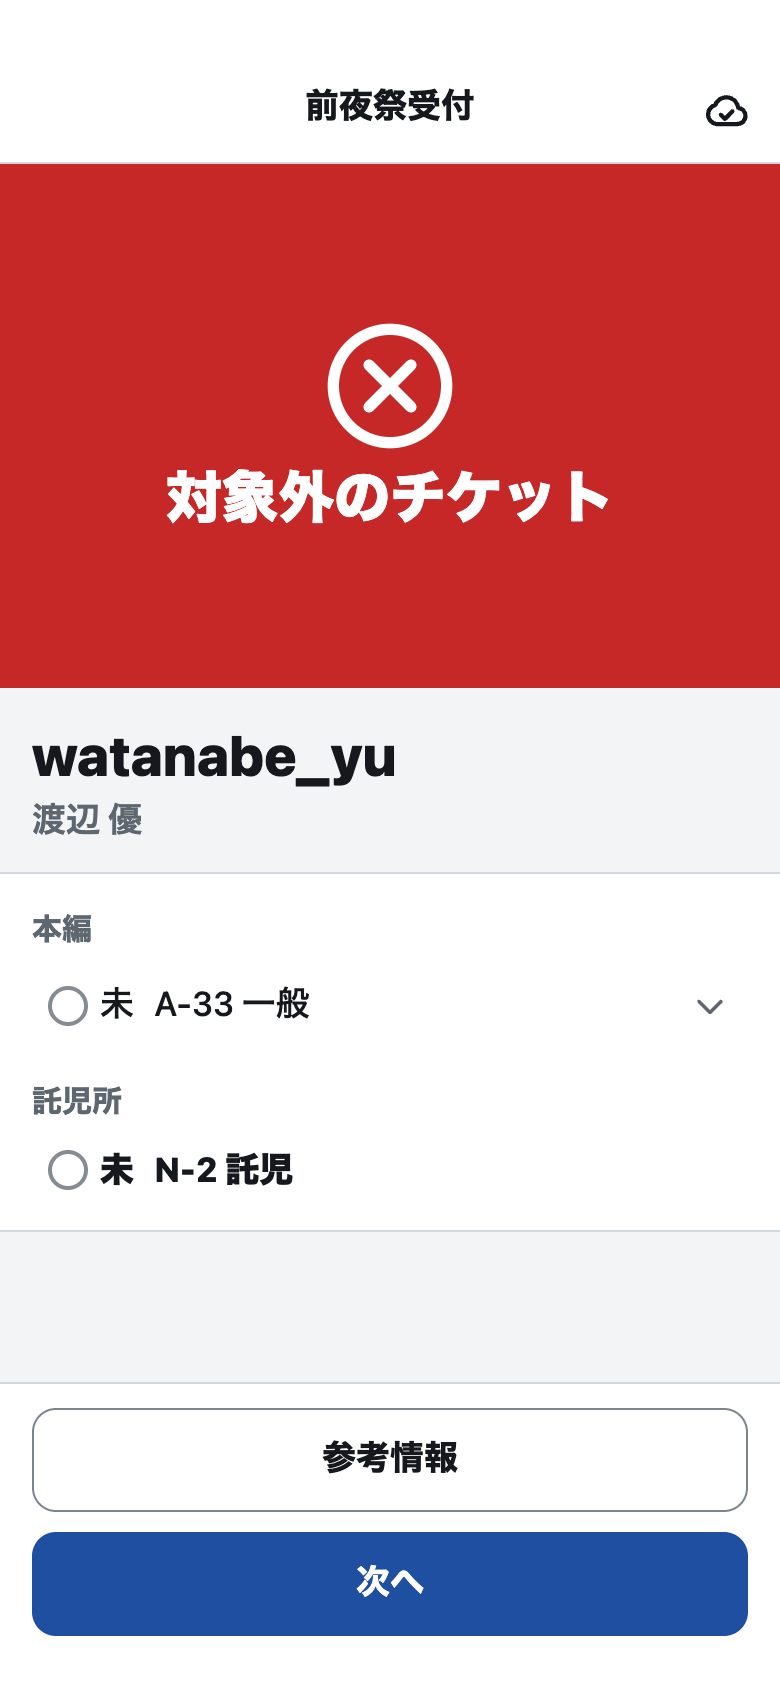 前夜祭受付
対象外のチケット
watanabe_yu
渡辺 優
本編
未 A-33 一般
託児所
未 N-2 託児
参考情報
次へ